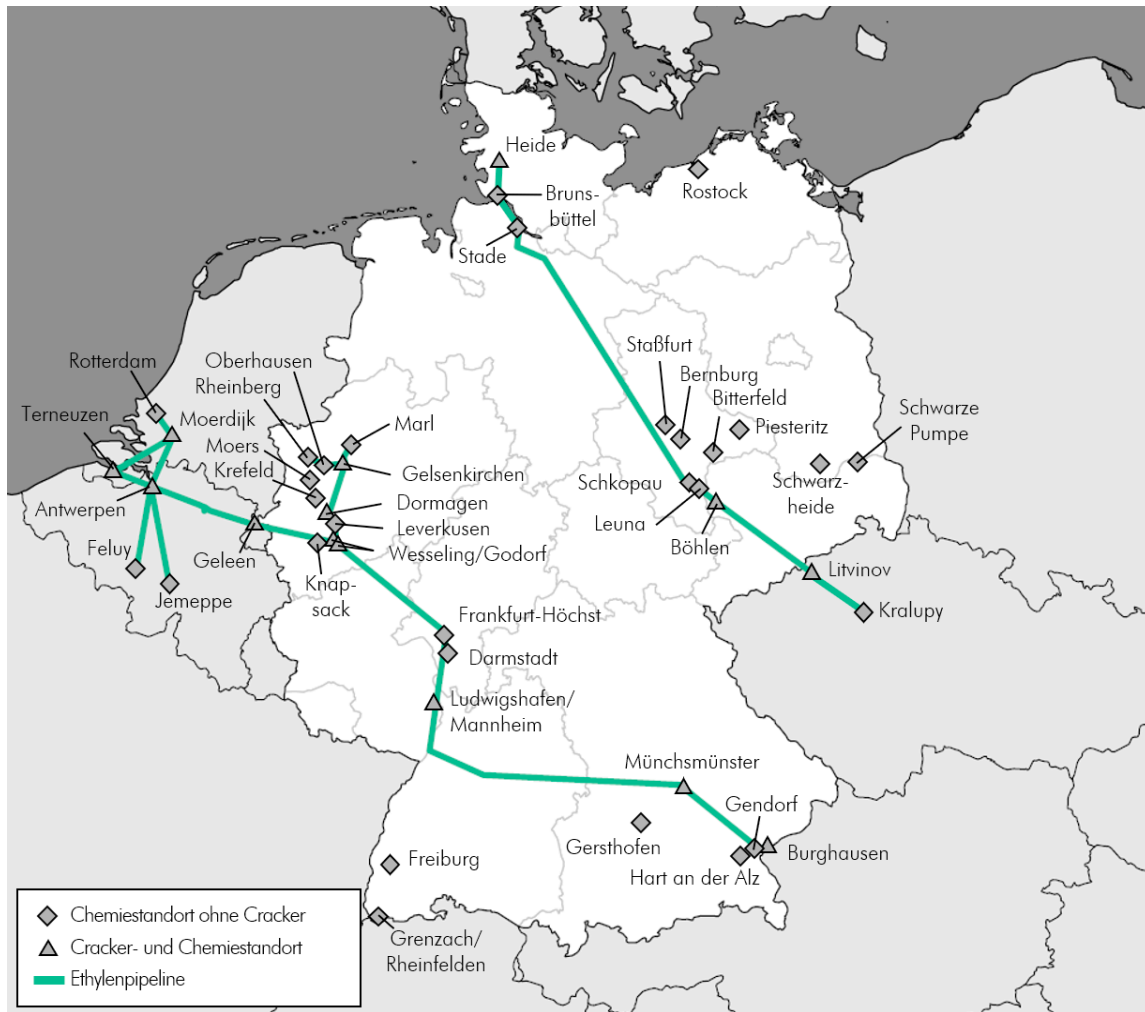 Heide
Rostock
Bruns-
büttel
Stade
Staßfurt
Bernburg
Bitterfeld
Piesteritz
Schwarze
Pumpe
Rotterdam
Oberhausen
Rheinberg
Terneuzen
Moerdijk
Marl
Moers
Krefeld
Gelsenkirchen
Schkopau
Schwarz-
heide
Antwerpen
Dormagen
Leuna
Leverkusen
Böhlen
Feluy
Geleen
Wesseling/Godorf
Litvinov
Jemeppe
Knap-
sack
Kralupy
Frankfurt-Höchst
Darmstadt
Ludwigshafen/
Mannheim
Münchsmünster
Gendorf
Gersthofen
Burghausen
Freiburg
Hart an der Alz
Grenzach/
Rheinfelden
Chemiestandort ohne Cracker
Cracker- und Chemiestandort
Ethylenpipeline